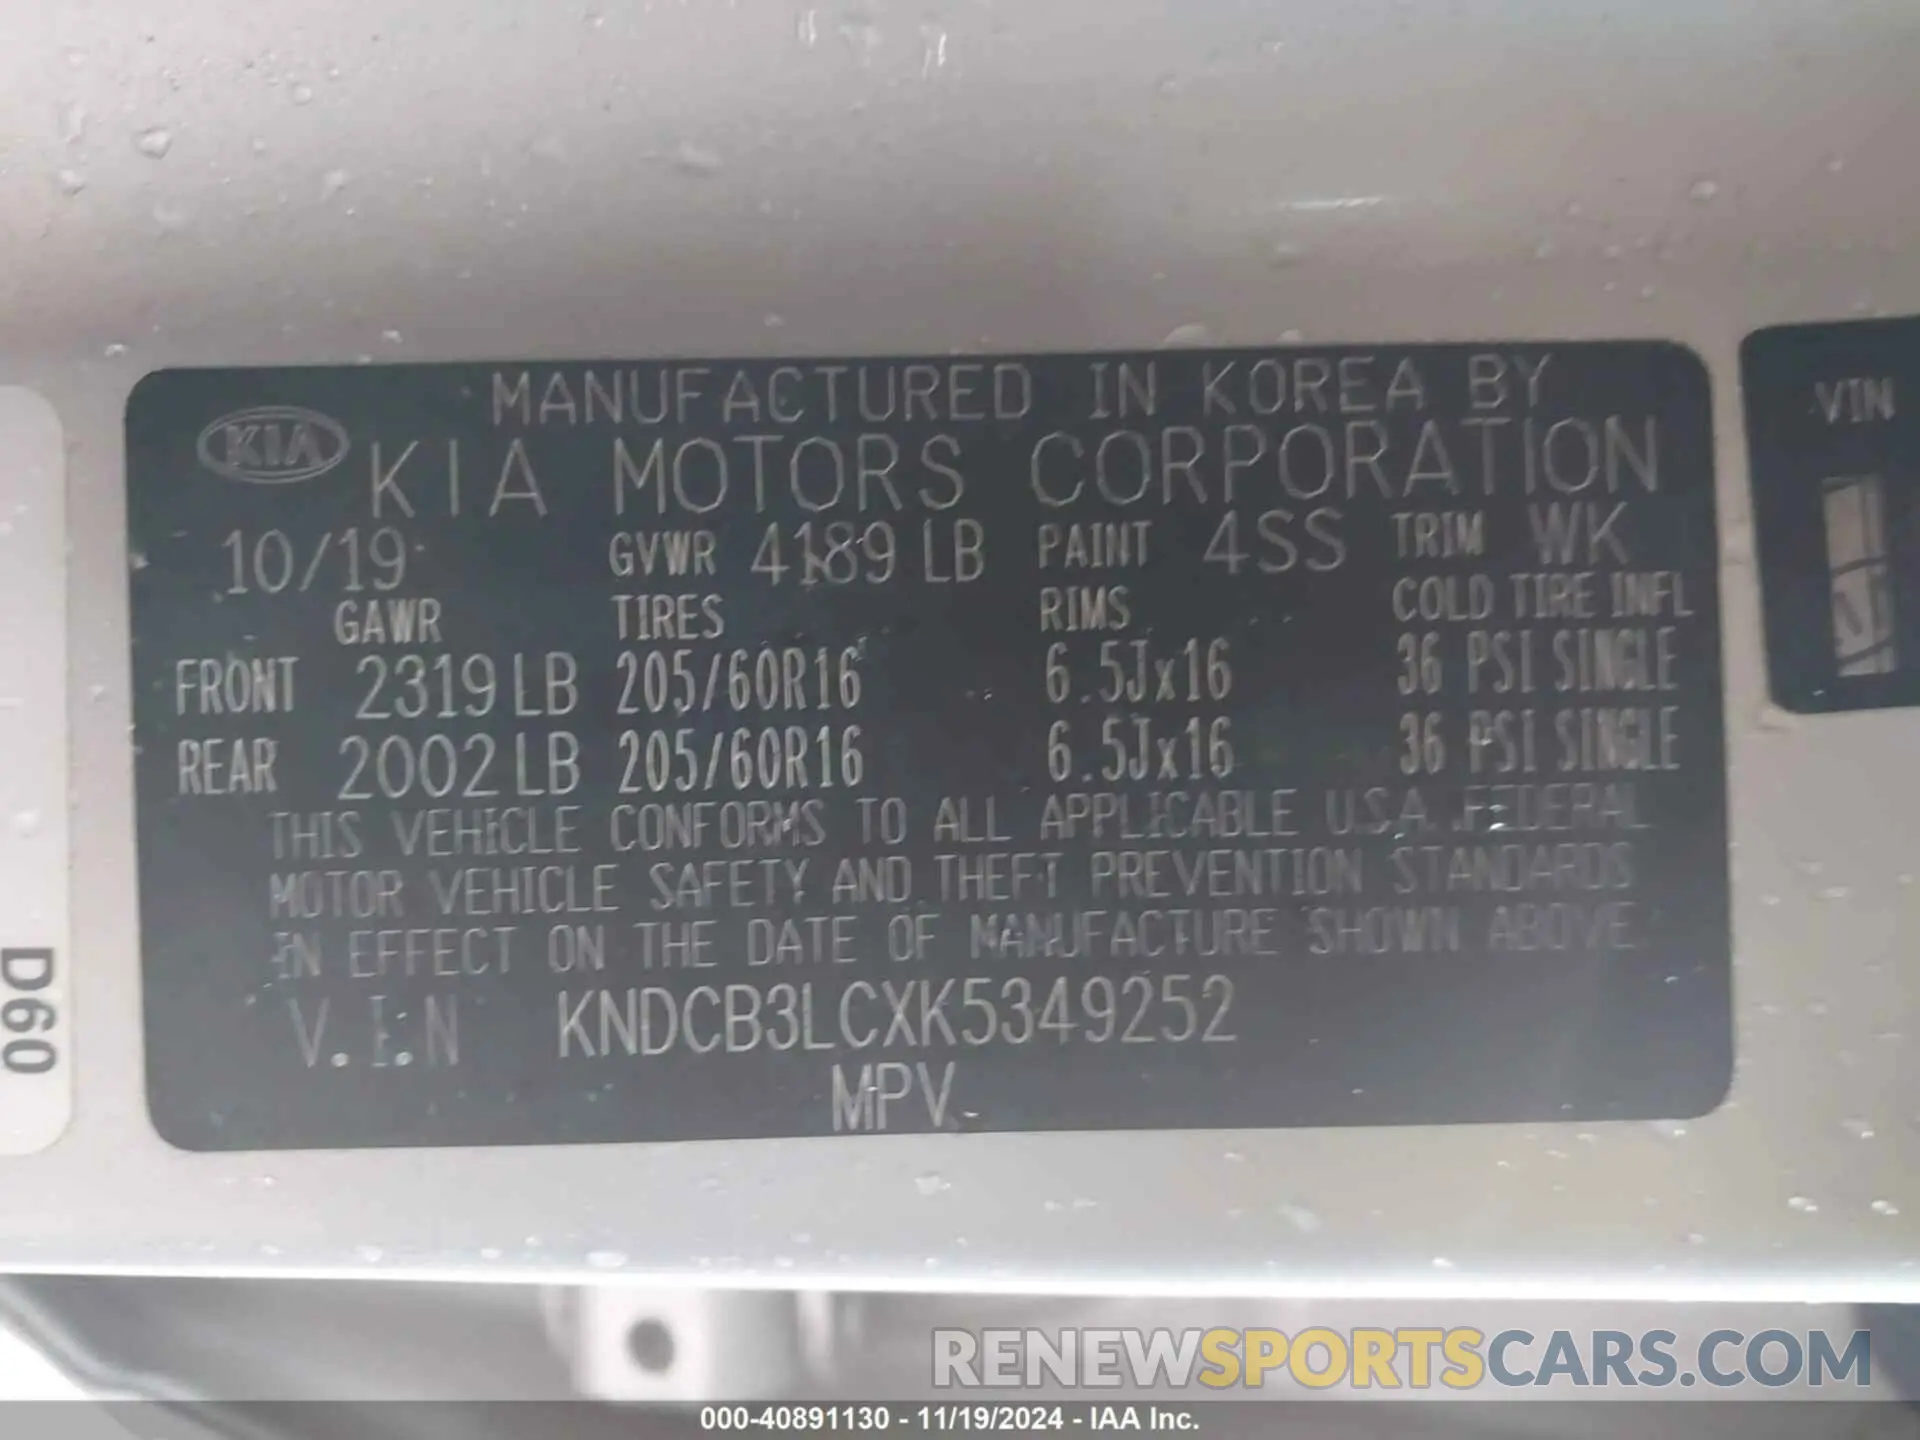 MANUFACTURED IN KOREA BY
KIA KIA MOTORS CORPORATION
10/19 GVWR 4189 LB PAINT 4SS TRIM WK
GAWR TIRES RIMS COLD TIRE INFL
FRONT 2319 LB 205/60R16 6.5Jx16 36 PSI SINGLE
REAR 2002 LB 205/60R16 6.5Jx16 36 PSI SINGLE
THIS VEHICLE CONFORMS TO ALL APPLICABLE U.S.A. FEDERAL
MOTOR VEHICLE SAFETY AND THEFT PREVENTION STANDARDS
IN EFFECT ON THE DATE OF MANUFACTURE SHOWN ABOVE.
V.I.N KNDCB3LCXK5349252
MPV
VIN
D60
RENEWSPORTSCARS.COM
000-40891130 - 11/19/2024 - IAA Inc.